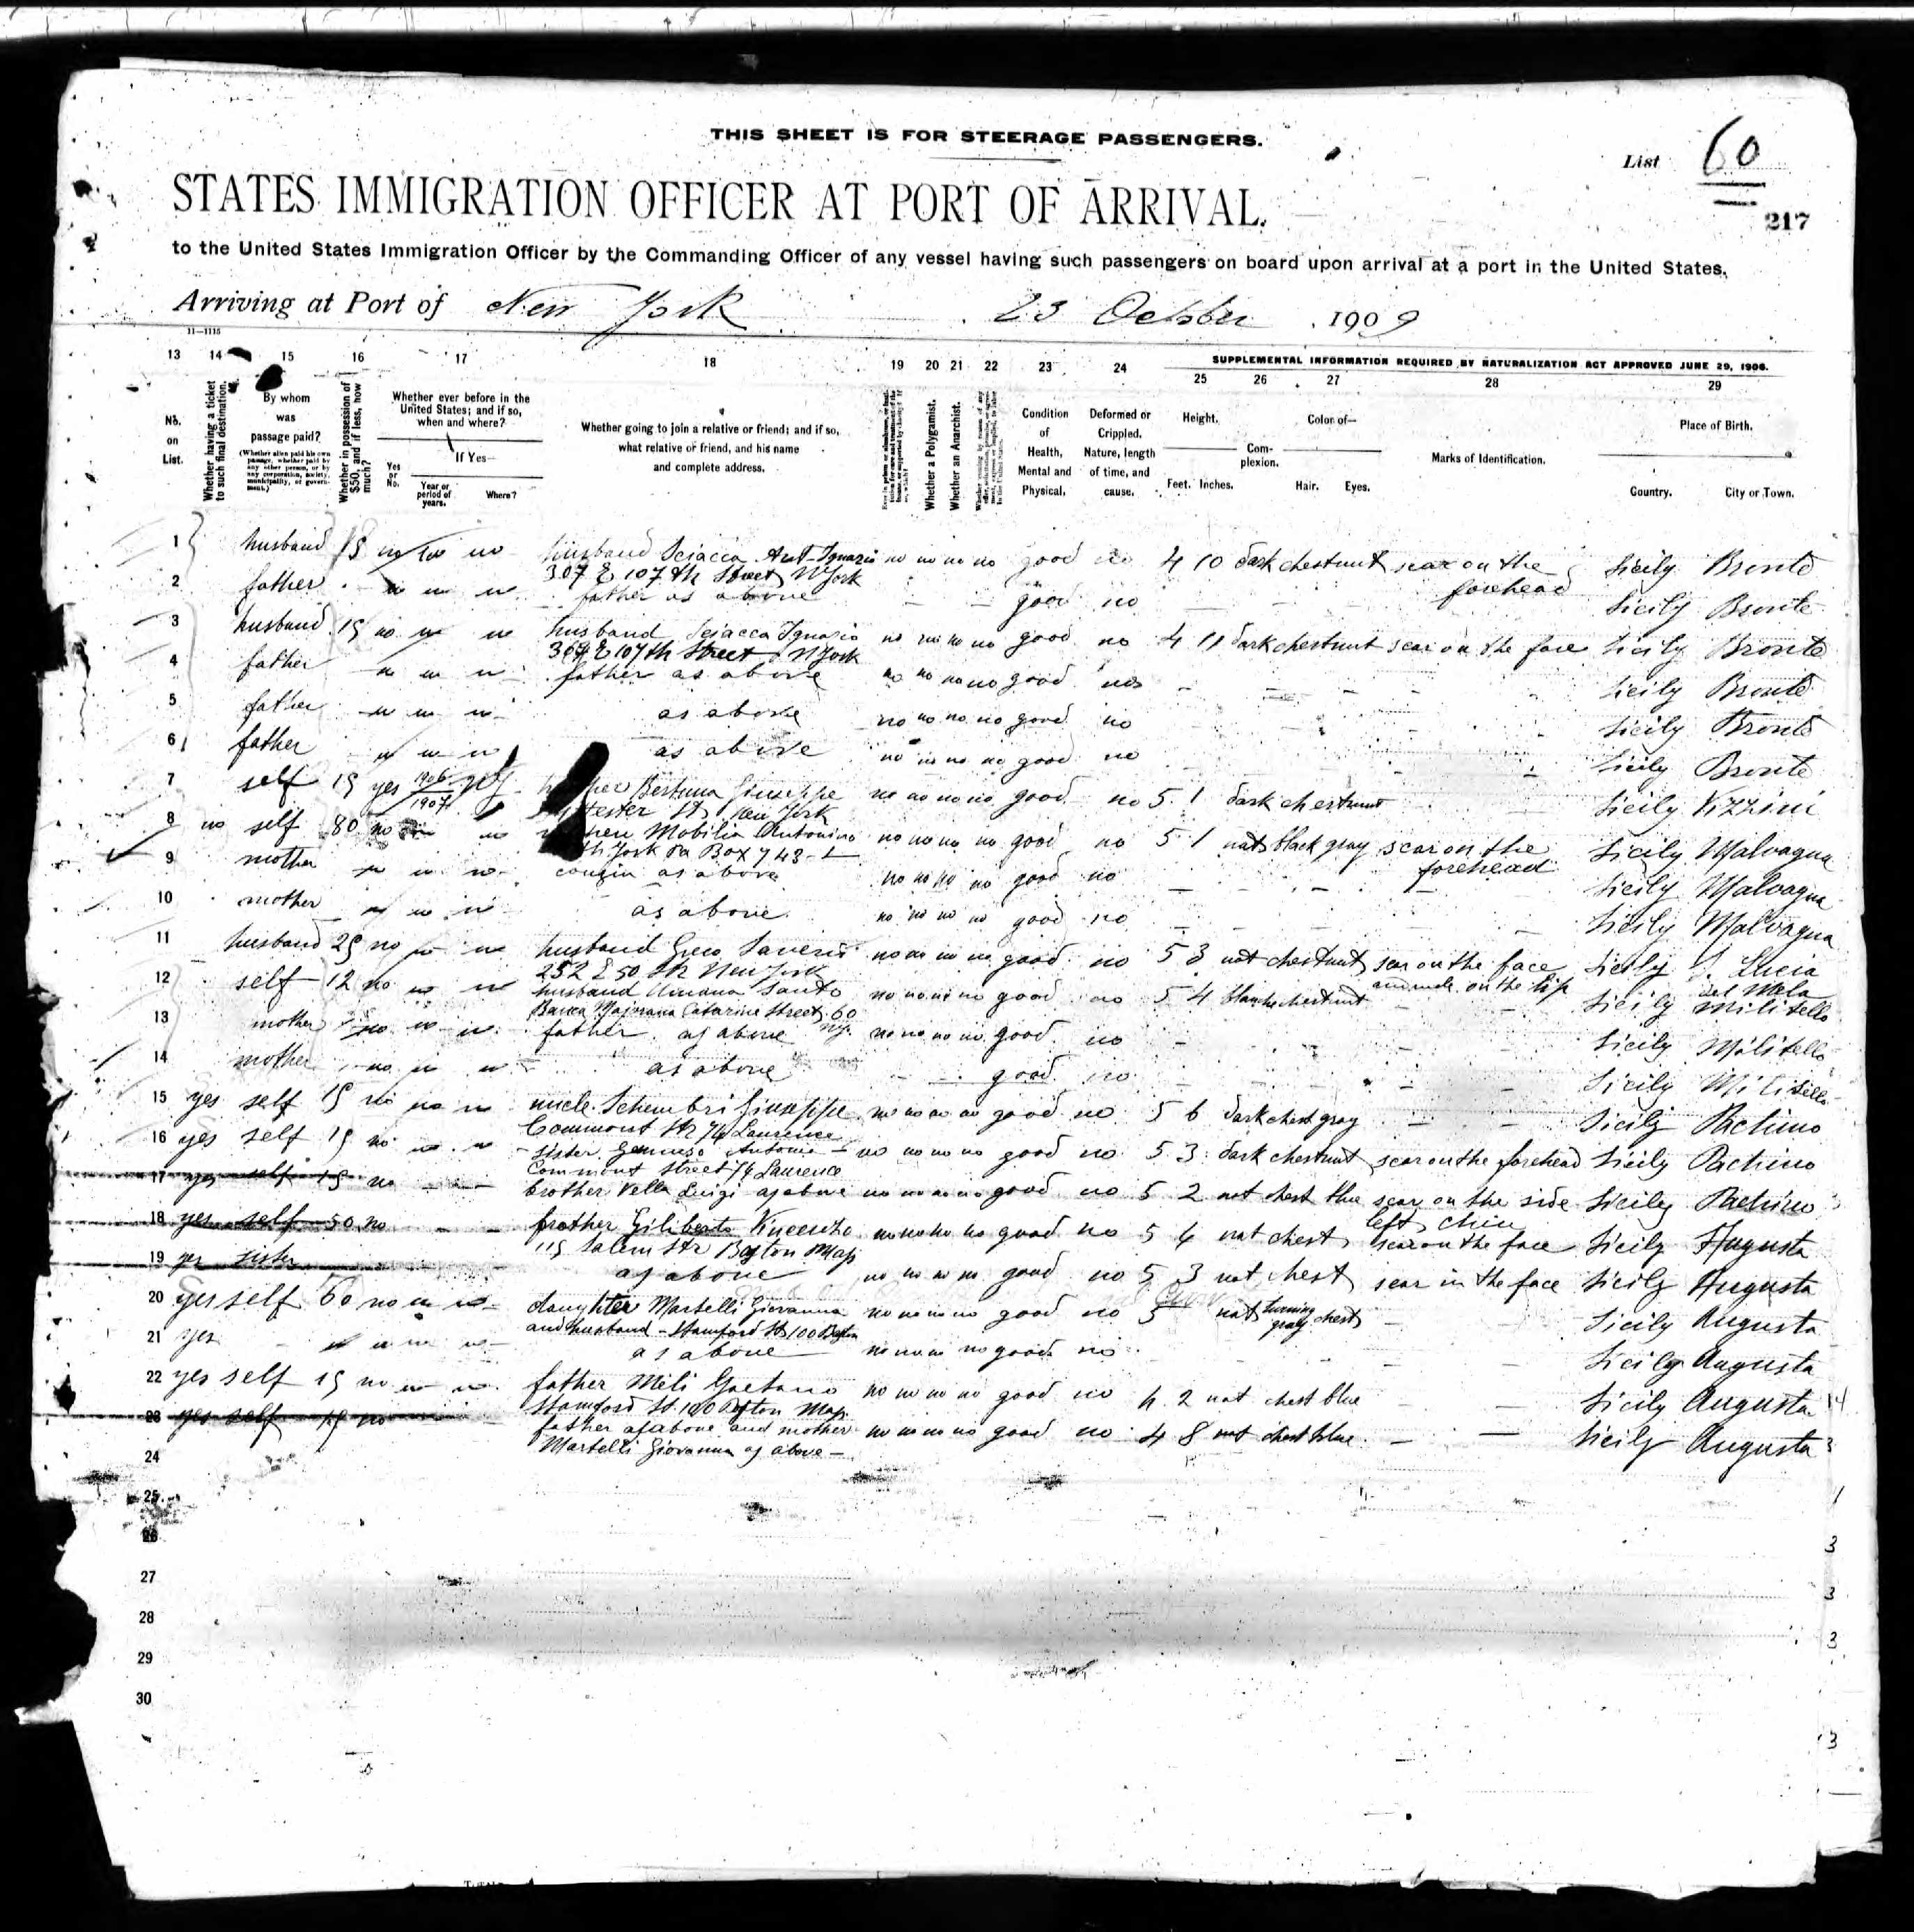 THIS SHEET IS FOR STEERAGE PASSENGERS.
List 60
STATES IMMIGRATION OFFICER AT PORT OF ARRIVAL.
217
to the United States Immigration Officer by the Commanding Officer of any vessel having such passengers on board upon arrival at a port in the United States.
Arriving at Port of New York 23 October, 1909
11—1115
SUPPLEMENTAL INFORMATION REQUIRED BY NATURALIZATION ACT APPROVED JUNE 29, 1906.
13 14 15 16 17 18 19 20 21 22 23 24 25 26 27 28 29
No. on List.
Whether having a ticket to such final destination.
By whom was passage paid?
(Whether alien paid his own passage, whether paid by any other person, or by any corporation, society, municipality, or government.)
Whether in possession of $50, and if less, how much?
Whether ever before in the United States; and if so, when and where?
Yes or No.
If Yes—
Year or period of years.
Where?
Whether going to join a relative or friend; and if so, what relative or friend, and his name and complete address.
Whether a Polygamist.
Whether an Anarchist.
Condition of Health, Mental and Physical.
Deformed or Crippled. Nature, length of time, and cause.
Height.
Feet. Inches.
Complexion.
Color of—
Hair. Eyes.
Marks of Identification.
Place of Birth.
Country. City or Town.
1 husband 15 no no husband Sciacca Ant. Ignazio no no no no good no 4 10 dark chestnut scar on the forehead Sicily Bronte
307 E 107th Street N York
2 father no no no father as above good no Sicily Bronte
3 husband 15 no no no husband Sciacca Ignazio no no no no good no 4 11 dark chestnut scar on the face Sicily Bronte
307 E 107th Street N York
4 father no no no father as above no no no no good no Sicily Bronte
5 father no no no as above no no no no good no Sicily Bronte
6 father no no no as above no no no no good no Sicily Bronte
7 self 15 yes 1906 1907 NY Giuseppe no no no no good no 5 1 dark chestnut Sicily Vizzini
New York
8 no self 80 no no Mobilia Antonino no no no no good no 5 1 nat black gray scar on the forehead Sicily Malvagna
York Pa Box 743
9 mother no no no cousin as above no no no no good no Sicily Malvagna
10 mother no no no as above no no no no good no Sicily Malvagna
11 husband 25 no no no husband Greco Saverio no no no no good no 5 3 nat chestnut scar on the face Sicily S. Lucia del Mela
252 E 50 Str New York
12 self 12 no no no husband Santo no no no no good no 5 4 chestnut on the lip Sicily Militello
Catarine Street 60 NY.
13 mother no no no father as above no no no no good no Sicily Militello
14 mother no no no as above good no Sicily Militello
15 yes self 15 no no no uncle Schembri Giuseppe no no no no good no 5 6 dark chest gray Sicily Pachino
Commont Str 74 Laurence
16 yes self 15 no no no sister Antonia no no no no good no 5 3 dark chestnut scar on the forehead Sicily Pachino
Commont Street 74 Laurence
17 yes self 15 no brother Vella Luigi as above no no no no good no 5 2 nat chest blue scar on the side Sicily Pachino
left chin
18 yes self 50 no brother Giliberto Vincenzo no no no no good no 5 4 nat chest scar on the face Sicily Augusta
115 Salem Str Boston Mass
19 yes sister as above no no no no good no 5 3 nat chest scar in the face Sicily Augusta
20 yes self 60 no no no daughter Martelli Giovanna no no no no good no 5 nat turning gray chest Sicily Augusta
and husband - Stamford Str 100 Boston
21 yes no no no as above no no no no good no Sicily Augusta
22 yes self 15 no no no father Meli Gaetano no no no no good no 4 2 nat chest blue Sicily Augusta 14
Stamford St. 100 Boston Mass
23 yes self 15 no father as above and mother no no no no good no 4 8 nat chest blue Sicily Augusta 3
Martelli Giovanna as above
24
25
26
27
28
29
30